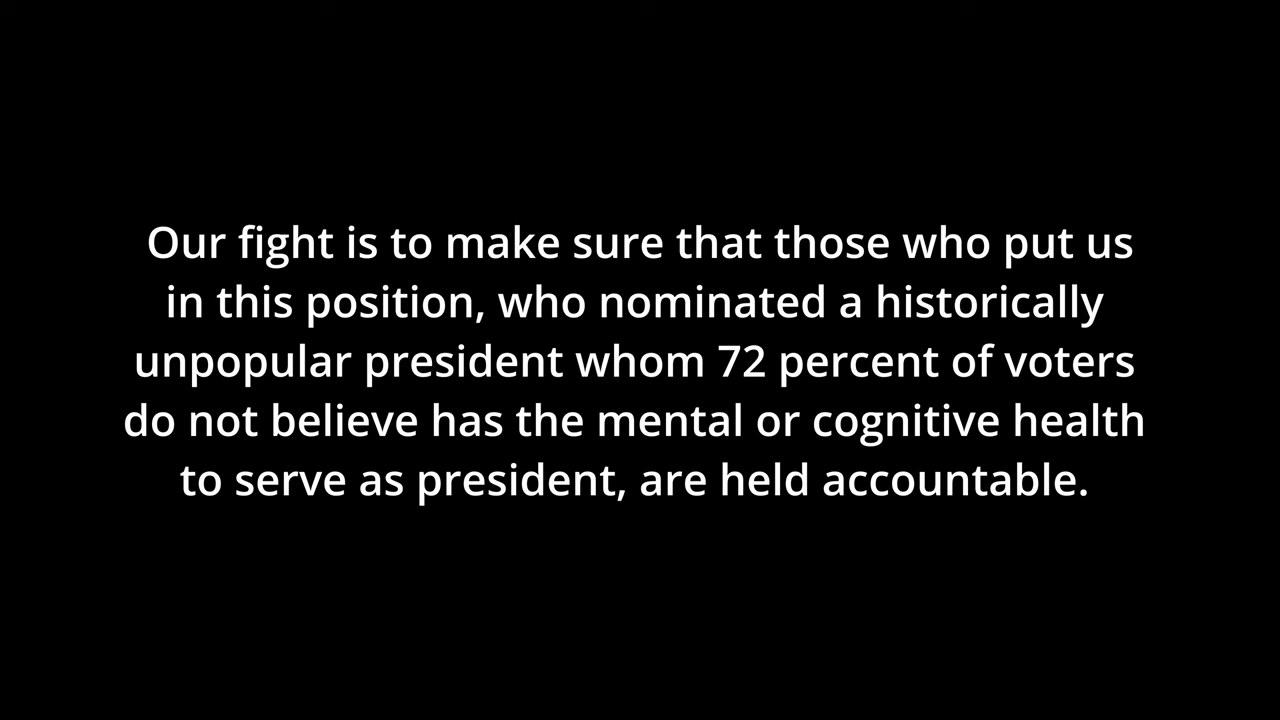 Our fight is to make sure that those who put us
in this position, who nominated a historically
unpopular president whom 72 percent of voters
do not believe has the mental or cognitive health
to serve as president, are held accountable.